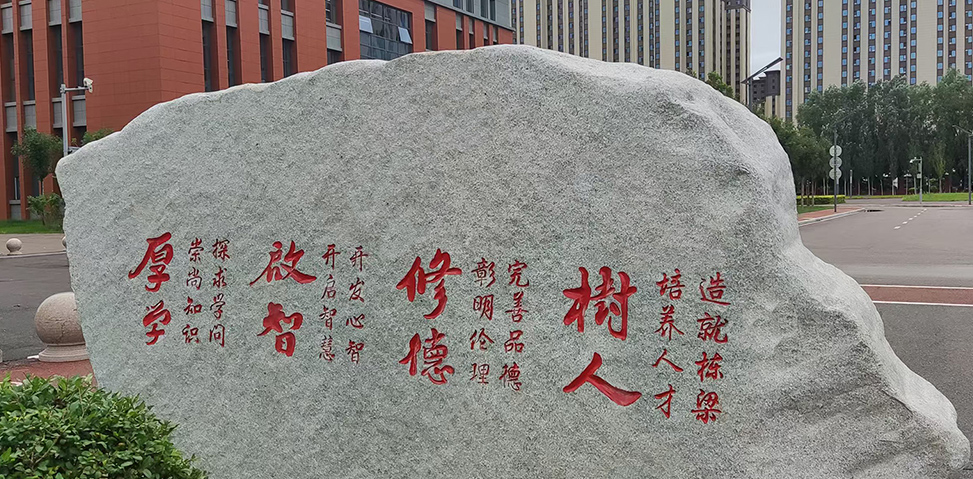 厚学
崇尚知识
探求学问
啟智
开启智慧
开发心智
修德
彰明伦理
完善品德
樹人
培养人才
造就栋梁